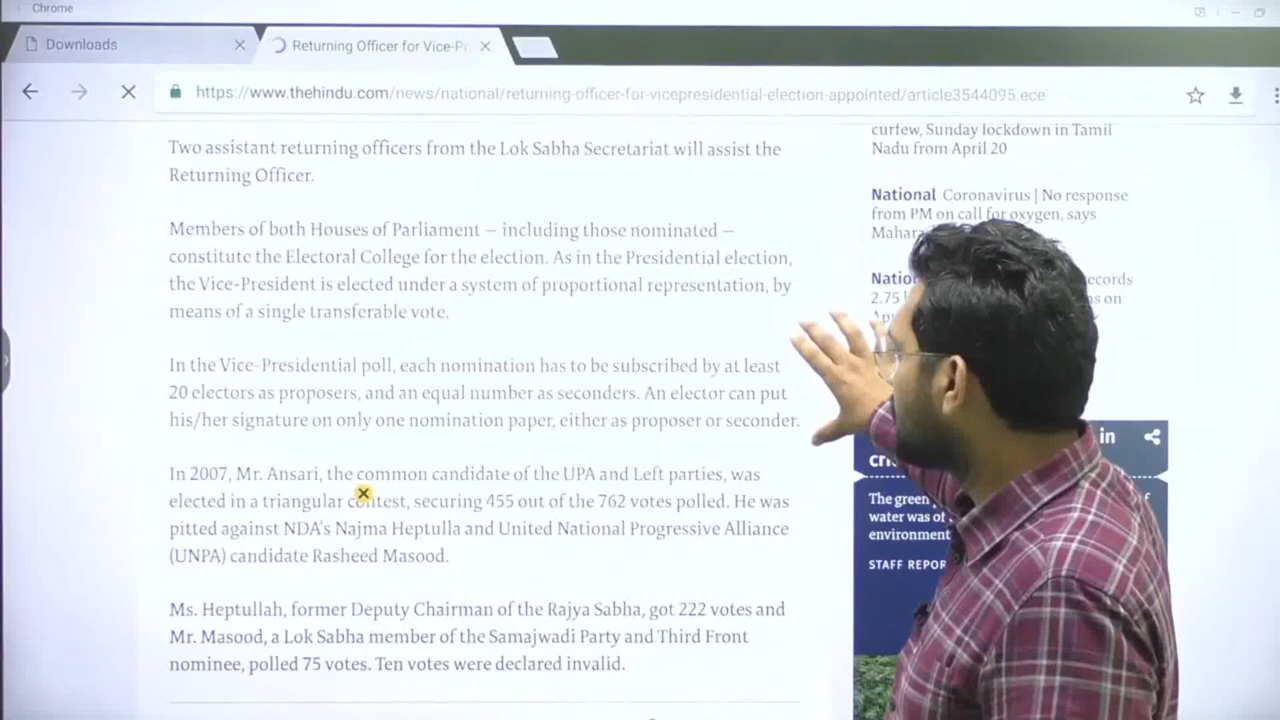 Chrome
Downloads
Returning Officer for Vice-Pr
https://www.thehindu.com/news/national/returning-officer-for-vicepresidential-election-appointed/article3544095.ece
Two assistant returning officers from the Lok Sabha Secretariat will assist the
Returning Officer.
Members of both Houses of Parliament — including those nominated —
constitute the Electoral College for the election. As in the Presidential election,
the Vice-President is elected under a system of proportional representation, by
means of a single transferable vote.
In the Vice-Presidential poll, each nomination has to be subscribed by at least
20 electors as proposers, and an equal number as seconders. An elector can put
his/her signature on only one nomination paper, either as proposer or seconder.
In 2007, Mr. Ansari, the common candidate of the UPA and Left parties, was
elected in a triangular contest, securing 455 out of the 762 votes polled. He was
pitted against NDA's Najma Heptulla and United National Progressive Alliance
(UNPA) candidate Rasheed Masood.
Ms. Heptullah, former Deputy Chairman of the Rajya Sabha, got 222 votes and
Mr. Masood, a Lok Sabha member of the Samajwadi Party and Third Front
nominee, polled 75 votes. Ten votes were declared invalid.
curfew, Sunday lockdown in Tamil
Nadu from April 20
National Coronavirus | No response
from PM on call for oxygen, says
Mahara
Natio ecords
2.75 as on
in
The green
water was of
environment
STAFF REPOR